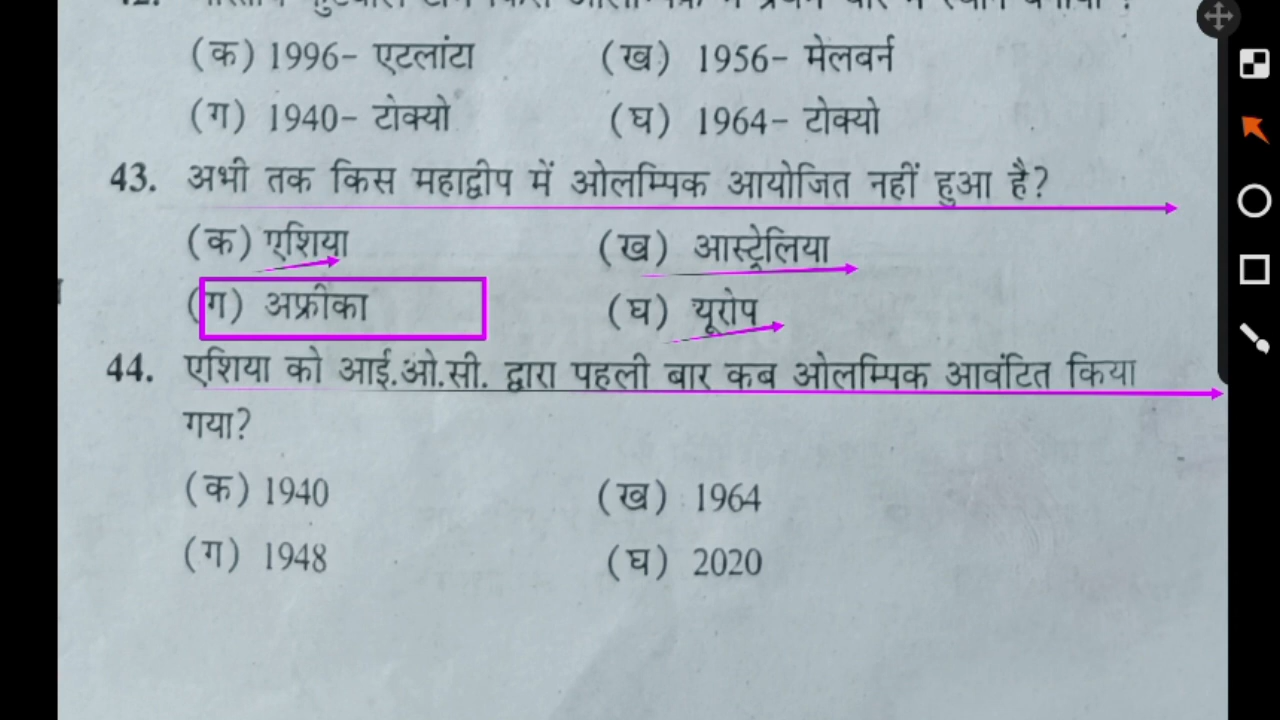 (क) 1996- एटलांटा (ख) 1956- मेलबर्न
(ग) 1940- टोक्यो (घ) 1964- टोक्यो
43. अभी तक किस महाद्वीप में ओलम्पिक आयोजित नहीं हुआ है?
(क) एशिया (ख) आस्ट्रेलिया
(ग) अफ्रीका (घ) यूरोप
44. एशिया को आई.ओ.सी. द्वारा पहली बार कब ओलम्पिक आवंटित किया
गया?
(क) 1940 (ख) 1964
(ग) 1948 (घ) 2020